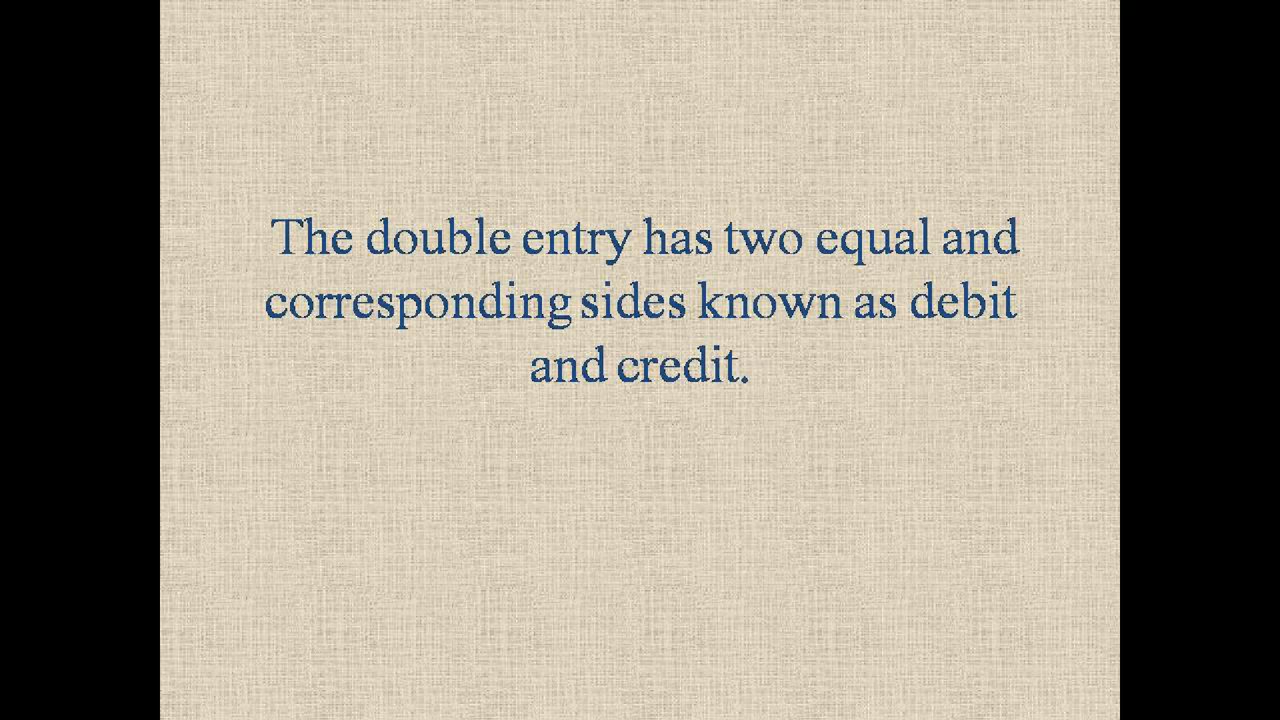 The double entry has two equal and
corresponding sides known as debit
and credit.